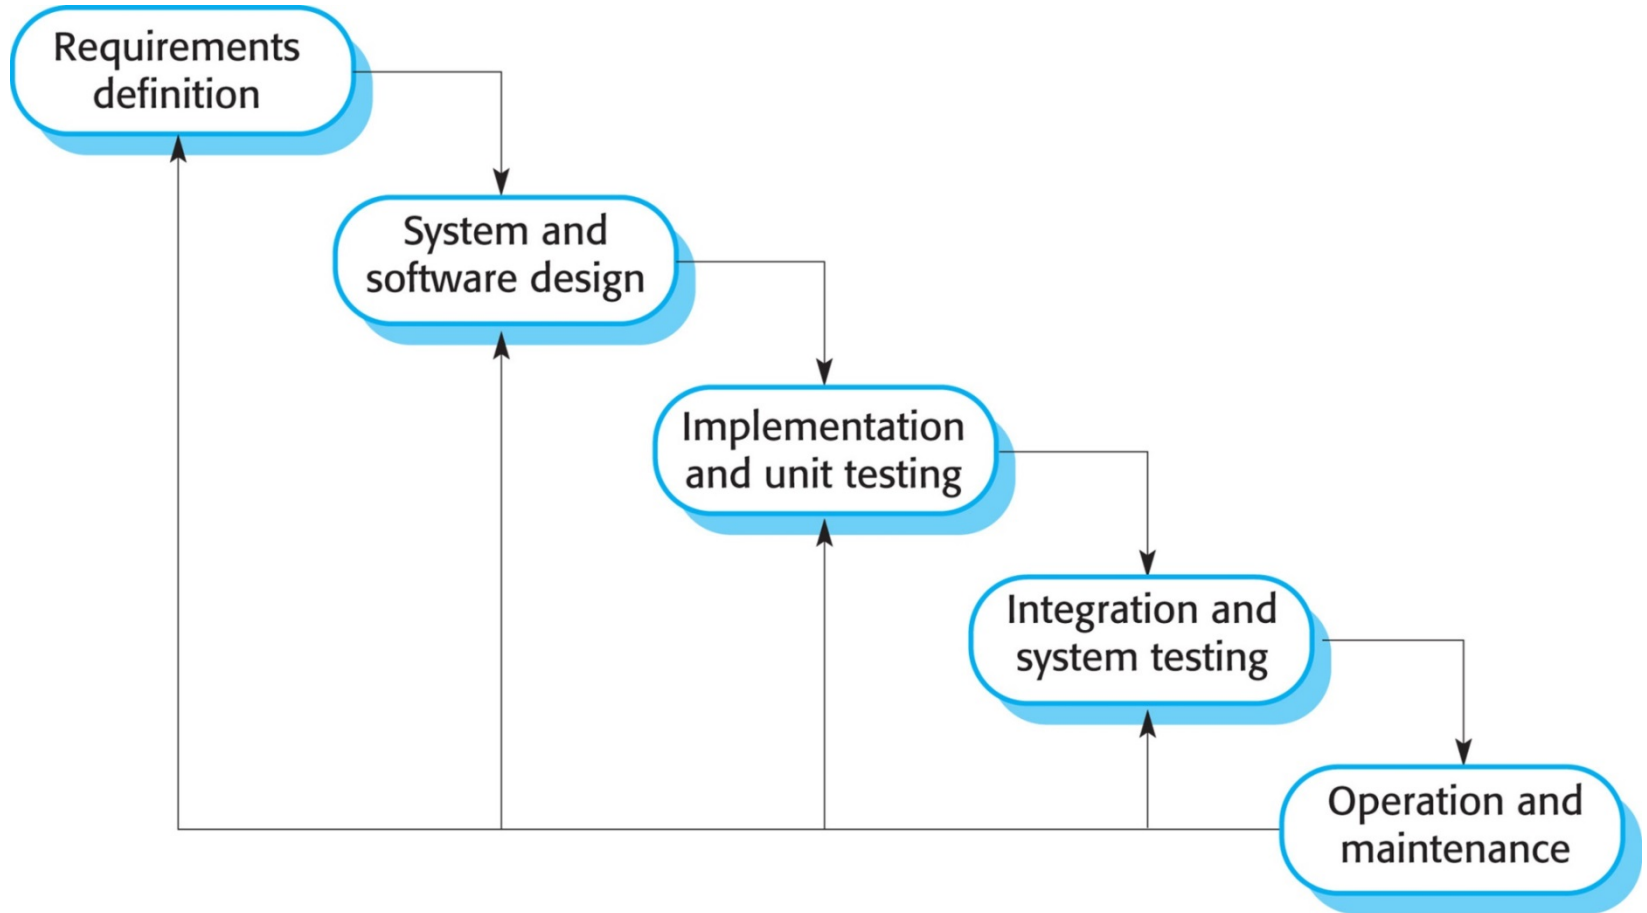 Requirements
definition
System and
software design
Implementation
and unit testing
Integration and
system testing
Operation and
maintenance